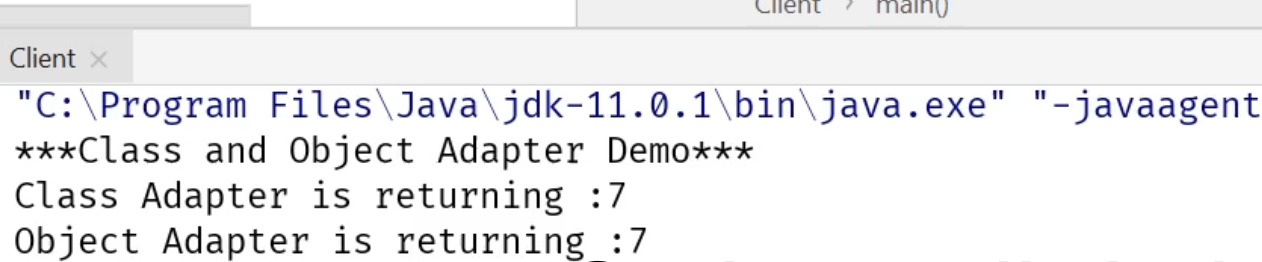 Client > main()
Client ×
"C:\Program Files\Java\jdk-11.0.1\bin\java.exe" "-javaagent
***Class and Object Adapter Demo***
Class Adapter is returning :7
Object Adapter is returning :7